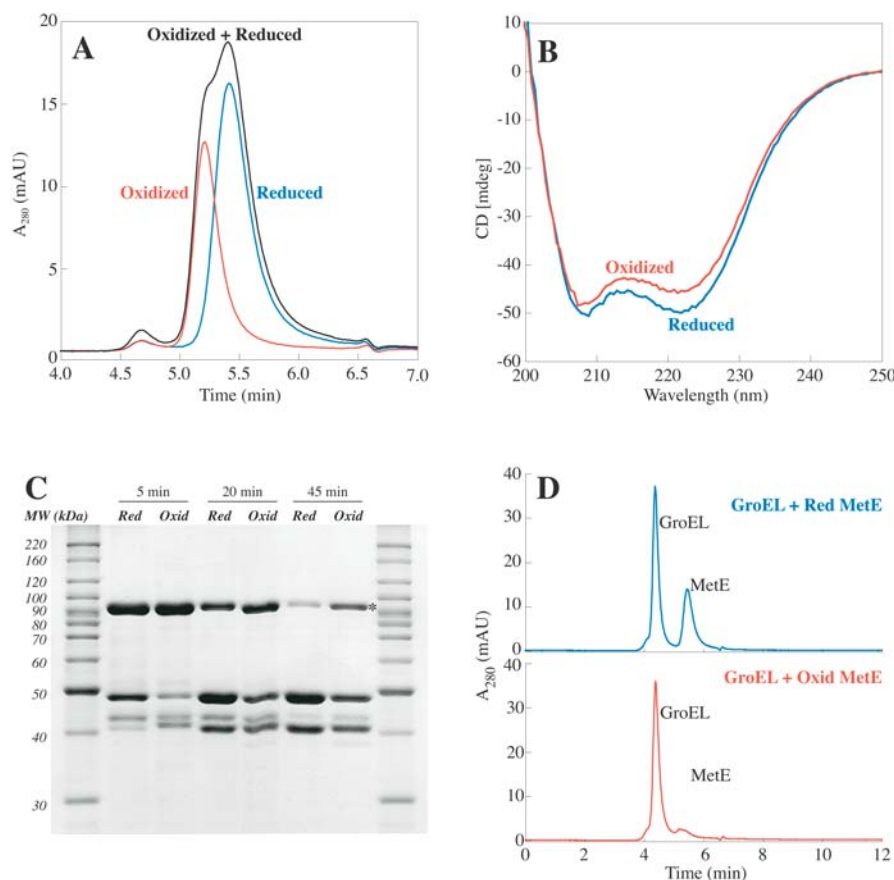 A
Oxidized + Reduced
Oxidized
Reduced
A280 (mAU)
20
15
10
5
0
4.0 4.5 5.0 5.5 6.0 6.5 7.0
Time (min)
B
Oxidized
Reduced
CD [mdeg]
10
0
-10
-20
-30
-40
-50
-60
200 210 220 230 240 250
Wavelength (nm)
C
5 min 20 min 45 min
MW (kDa) Red Oxid Red Oxid Red Oxid
220
160
120
100
90
80
70
60
50
40
30
*
D
GroEL + Red MetE
GroEL
MetE
40
30
20
10
0
GroEL + Oxid MetE
GroEL
MetE
A280 (mAU)
40
30
20
10
0
0 2 4 6 8 10 12
Time (min)